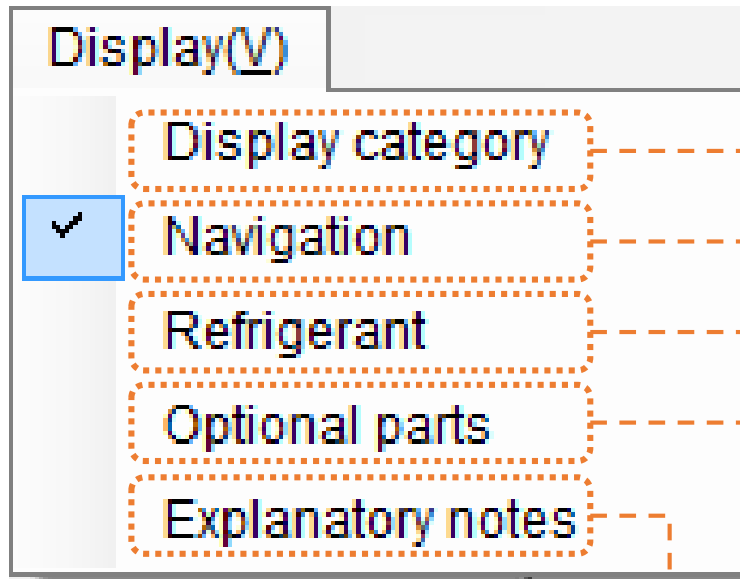 Display(V)
Display category
Navigation
Refrigerant
Optional parts
Explanatory notes